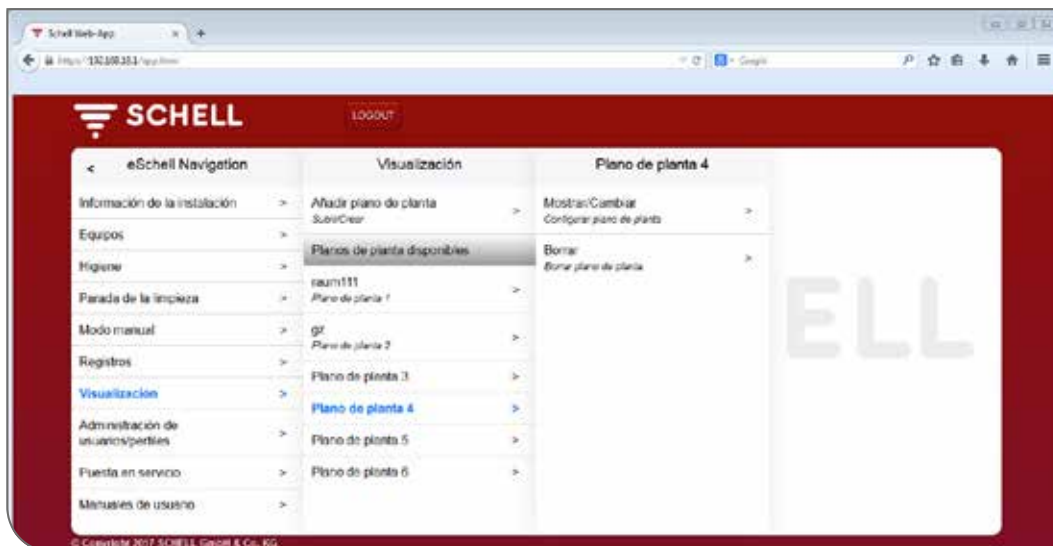 Schell Web-App
Google
SCHELL
LOGOUT
< eSchell Navigation
Información de la instalación >
Equipos >
Higiene >
Parada de la limpieza >
Modo manual >
Registros >
Visualización >
Administración de
usuarios/perfiles >
Puesta en servicio >
Manuales de usuario >
Visualización
Añadir plano de planta >
Subir/Crear
Planos de planta disponibles
raum111 >
Plano de planta 1
gz >
Plano de planta 2
Plano de planta 3 >
Plano de planta 4 >
Plano de planta 5 >
Plano de planta 6 >
Plano de planta 4
Mostrar/Cambiar >
Configurar plano de planta
Borrar >
Borrar plano de planta
ELL
© Copyright 2017 SCHELL GmbH & Co. KG